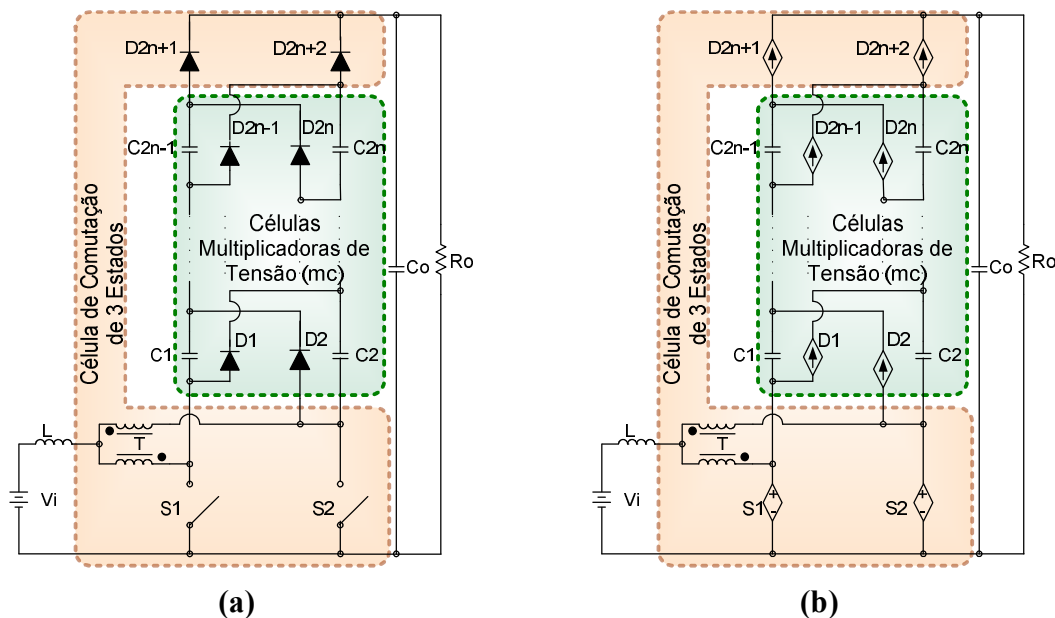 D2n+1
D2n+2
D2n-1
D2n
C2n-1
C2n
Célula de Comutação
de 3 Estados
Células
Multiplicadoras de
Tensão (mc)
Co
Ro
D1
D2
C1
C2
L
T
Vi
S1
S2
(a)
D2n+1
D2n+2
D2n-1
D2n
C2n-1
C2n
Célula de Comutação
de 3 Estados
Células
Multiplicadoras de
Tensão (mc)
Co
Ro
D1
D2
C1
C2
L
T
Vi
S1
+
-
S2
+
-
(b)